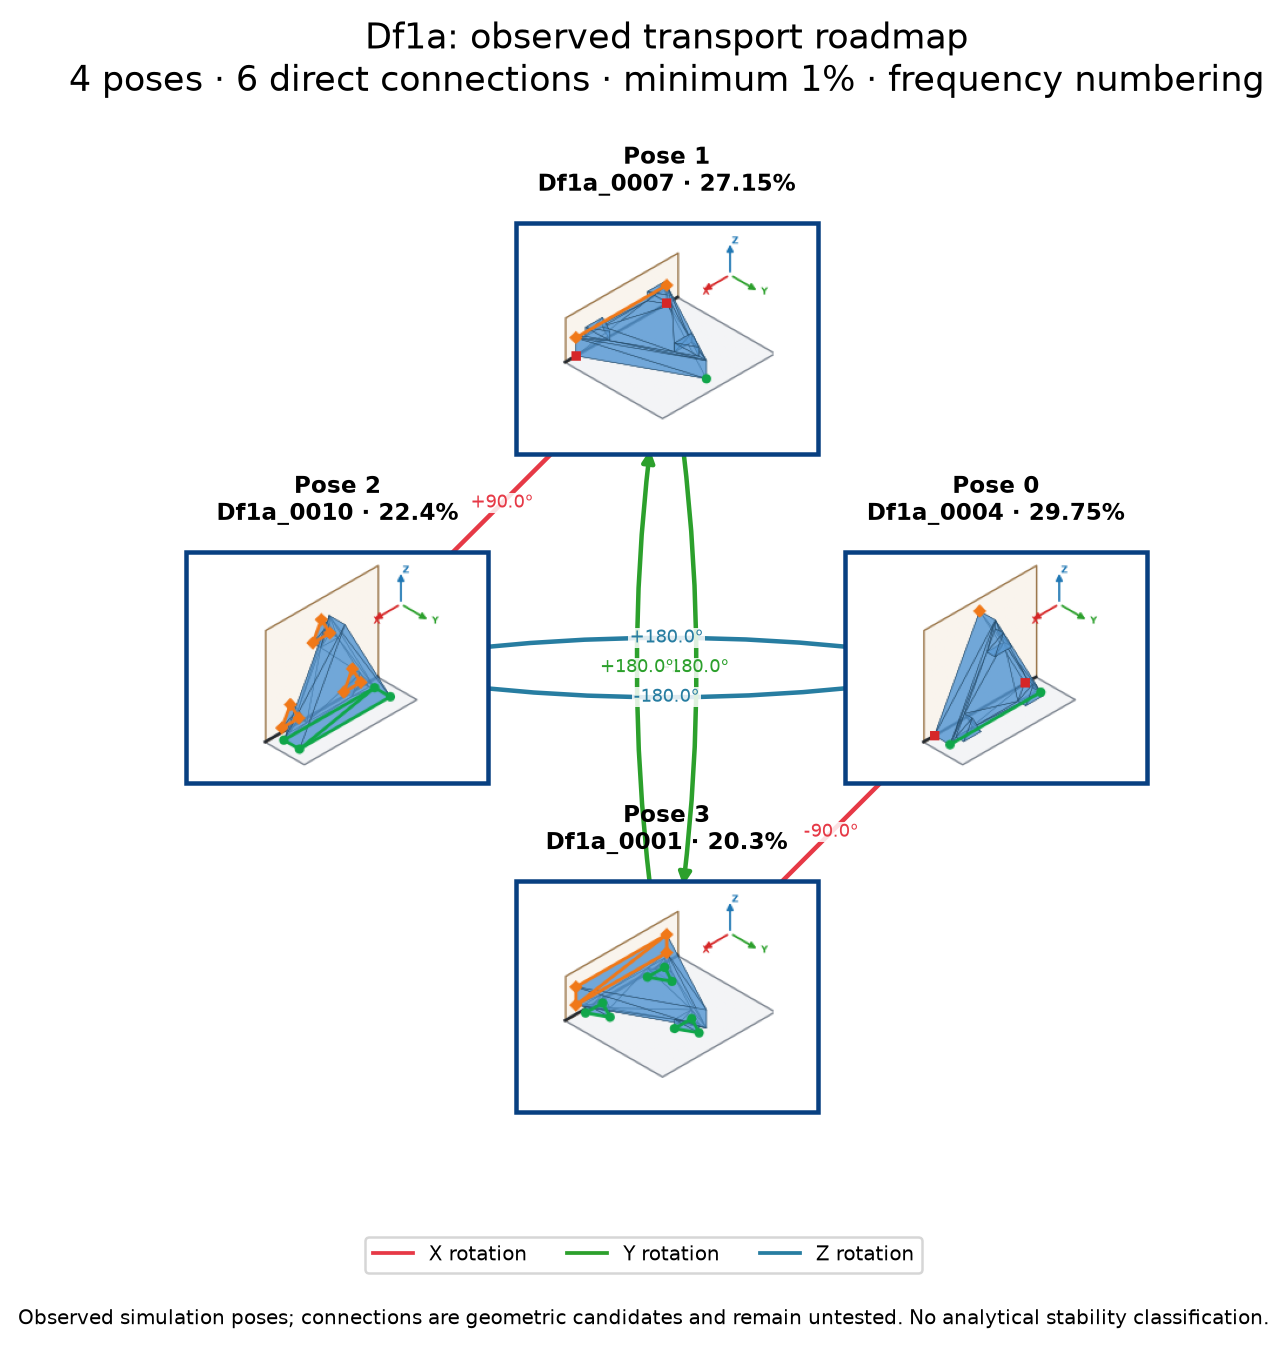 Df1a: observed transport roadmap
4 poses · 6 direct connections · minimum 1% · frequency numbering
Pose 1
Df1a_0007 · 27.15%
Z
X
Y
Pose 2
Df1a_0010 · 22.4%
+90.0°
Pose 0
Df1a_0004 · 29.75%
Z
X
Y
Z
X
Y
+180.0°
+180.0°
180.0°
-180.0°
Pose 3
Df1a_0001 · 20.3%
-90.0°
Z
X
Y
X rotation
Y rotation
Z rotation
Observed simulation poses; connections are geometric candidates and remain untested. No analytical stability classification.